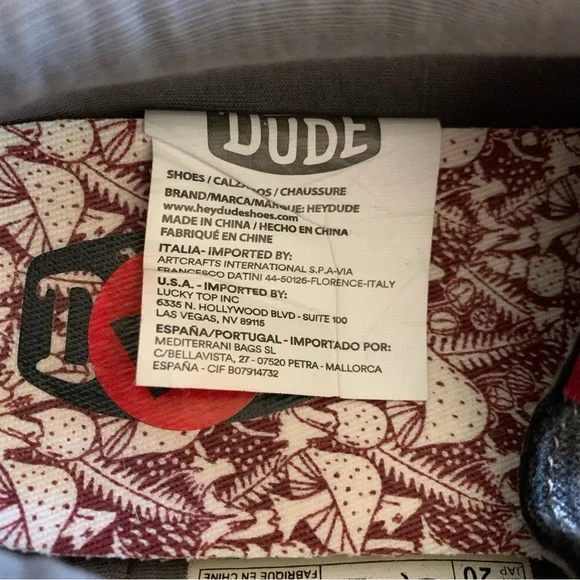 DUDE
SHOES / CALZADOS / CHAUSSURE
BRAND/MARCA/MARQUE: HEYDUDE
www.heydudeshoes.com
MADE IN CHINA / HECHO EN CHINA
FABRIQUÉ EN CHINE
ITALIA- IMPORTED BY:
ARTCRAFTS INTERNATIONAL S.P.A-VIA
FRANCESCO DATINI 44-50126-FLORENCE-ITALY
U.S.A. - IMPORTED BY:
LUCKY TOP INC
6335 N. HOLLYWOOD BLVD - SUITE 100
LAS VEGAS, NV 89115
ESPAÑA/PORTUGAL - IMPORTADO POR:
MEDITERRANI BAGS SL
C/BELLAVISTA, 27 - 07520 PETRA - MALLORCA
ESPAÑA - CIF B07914732
FABRIQUE EN CHINE
JAP 20